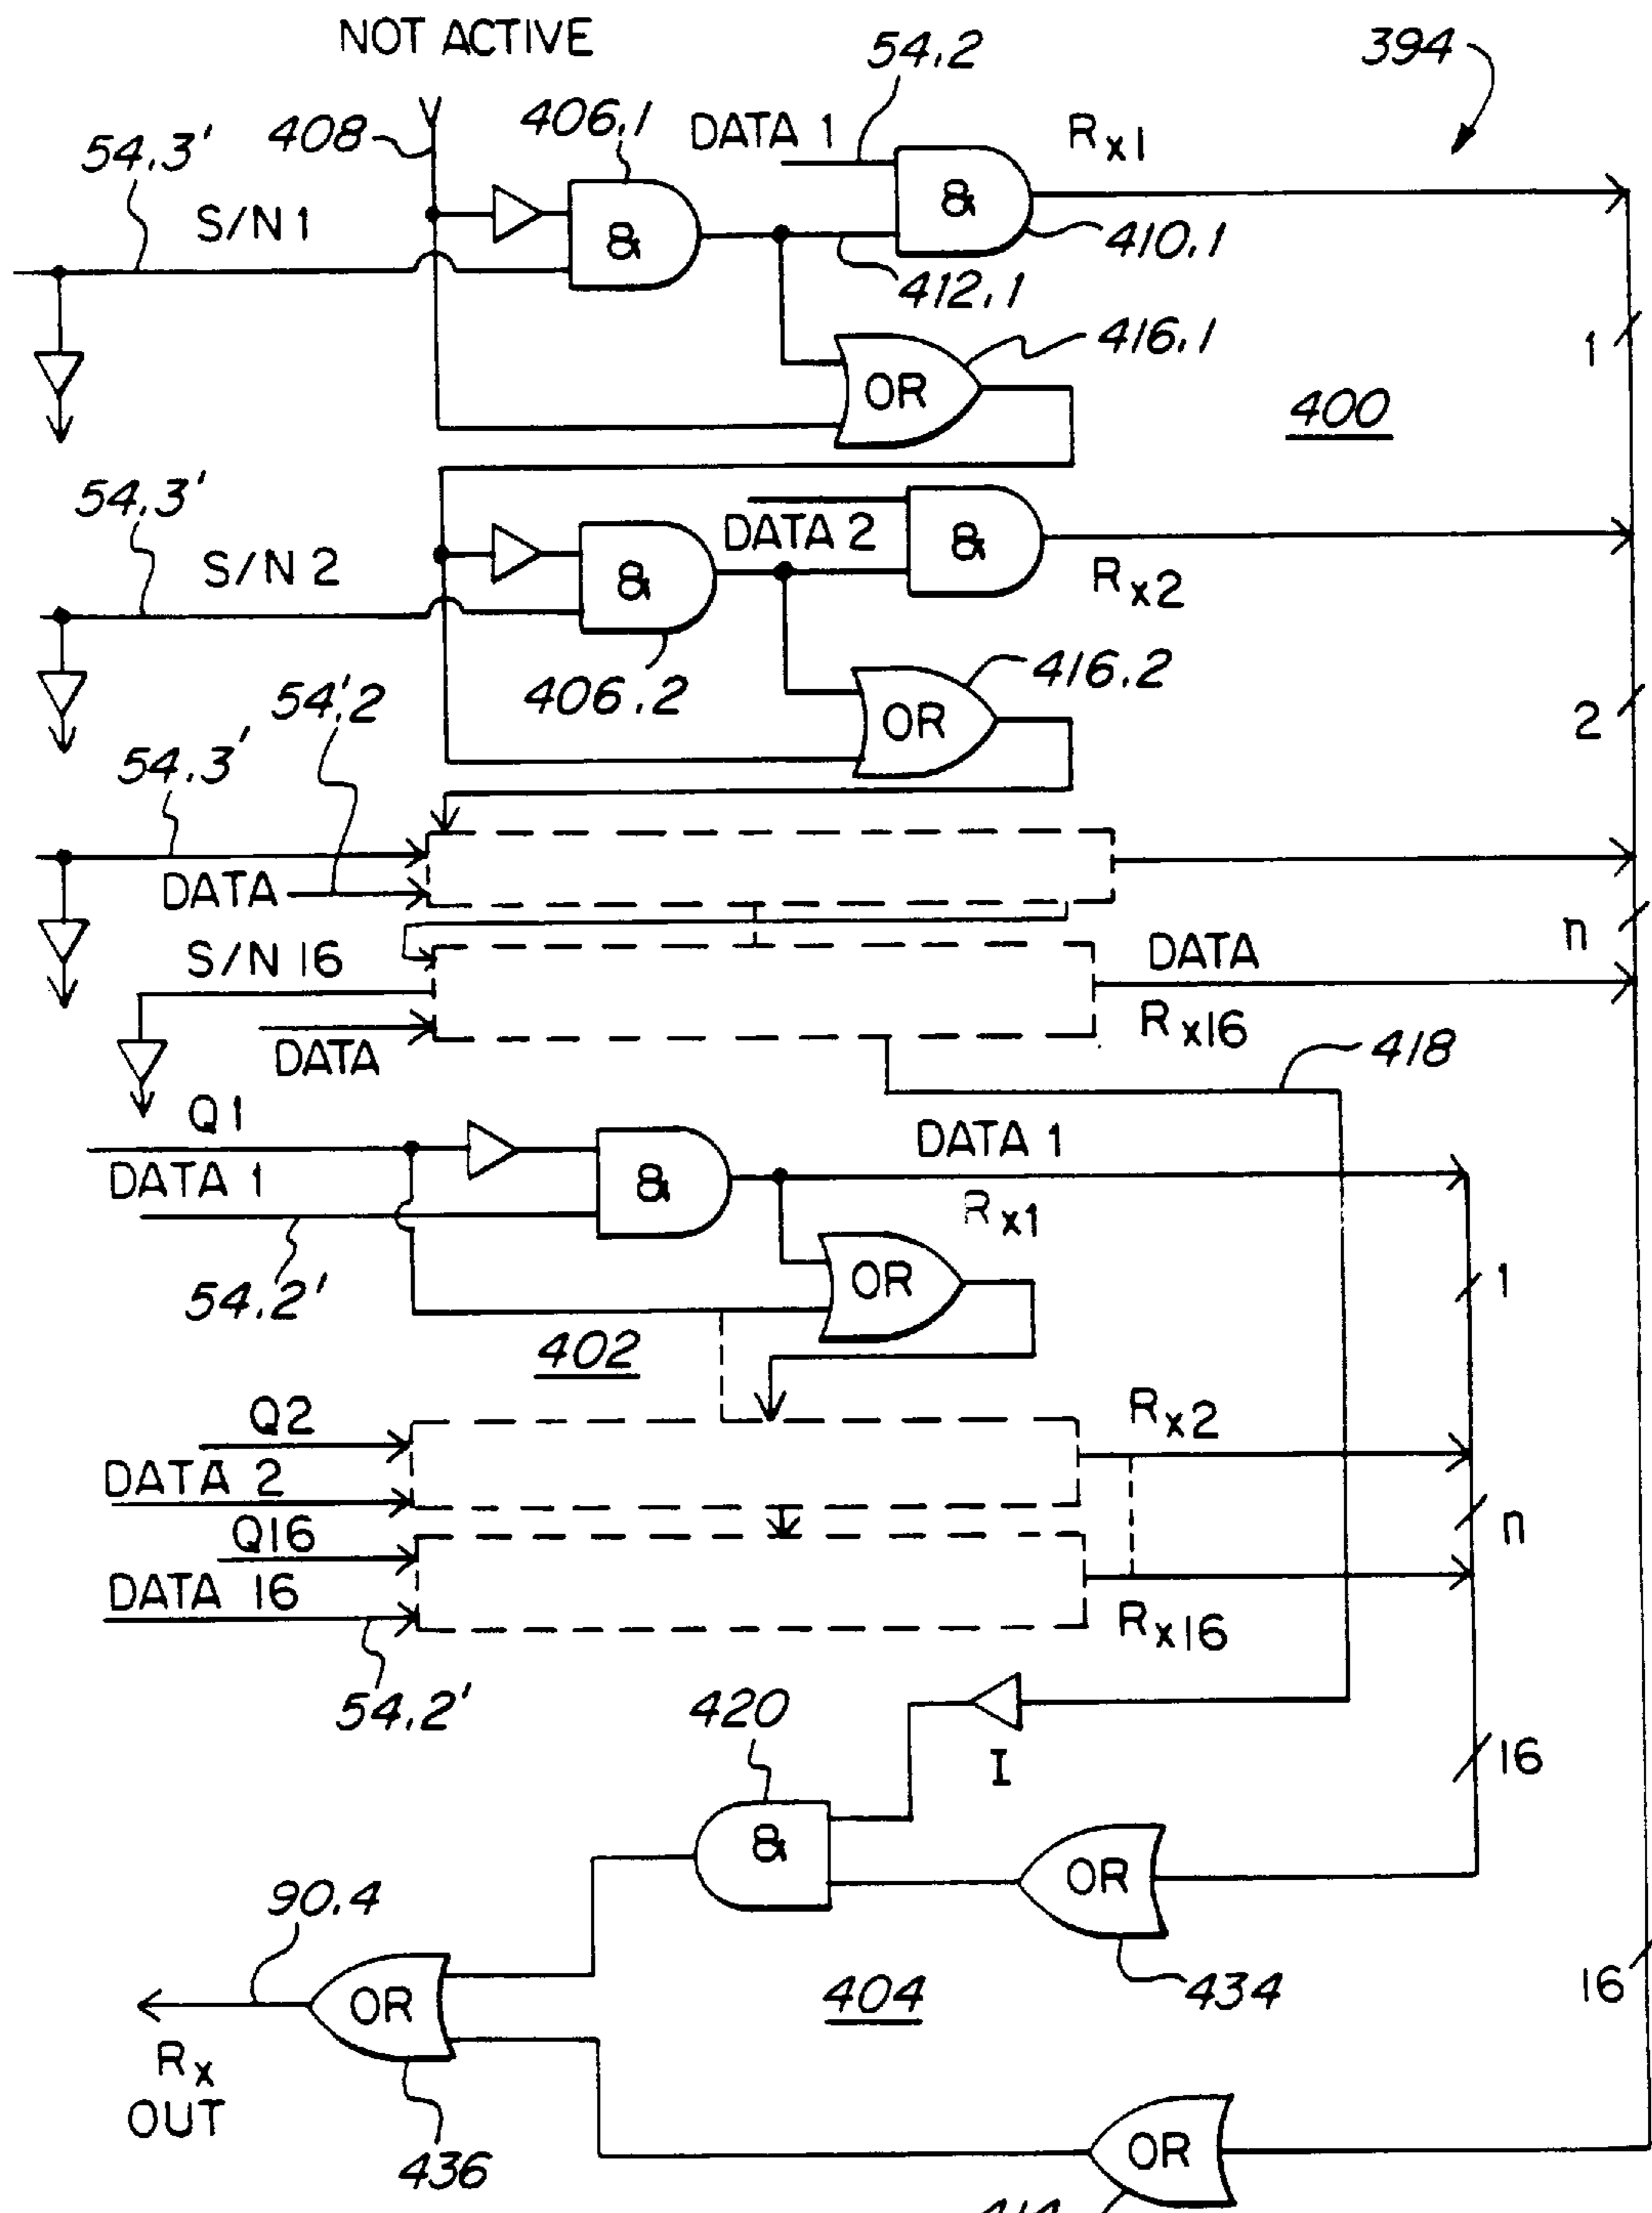 NOT ACTIVE
54.2
394
406.1
408
DATA 1
Rx1
54.3'
S/N 1
&
&
410.1
412.1
416.1
OR
1
400
54.3'
S/N 2
DATA 2
&
&
Rx2
406.2
416.2
54'.2
OR
2
54.3'
DATA
n
S/N 16
DATA
Rx16
DATA
418
Q1
DATA 1
DATA 1
&
Rx1
54.2'
OR
1
402
Q2
Rx2
DATA 2
Q16
n
DATA 16
Rx16
54.2'
420
I
16
&
OR
90.4
434
16
OR
404
Rx
OUT
436
OR